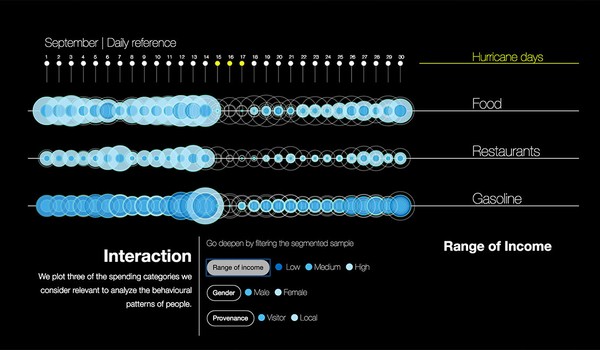 September | Daily reference
1 2 3 4 5 6 7 8 9 10 11 12 13 14 15 16 17 18 19 20 21 22 23 24 25 26 27 28 29 30
Hurricane days
Food
Restaurants
Gasoline
Interaction
We plot three of the spending categories we
consider relevant to analyze the behavioural
patterns of people.
Go deepen by filtering the segmented sample
Range of Income Low Medium High
Gender Male Female
Provenance Visitor Local
Range of Income